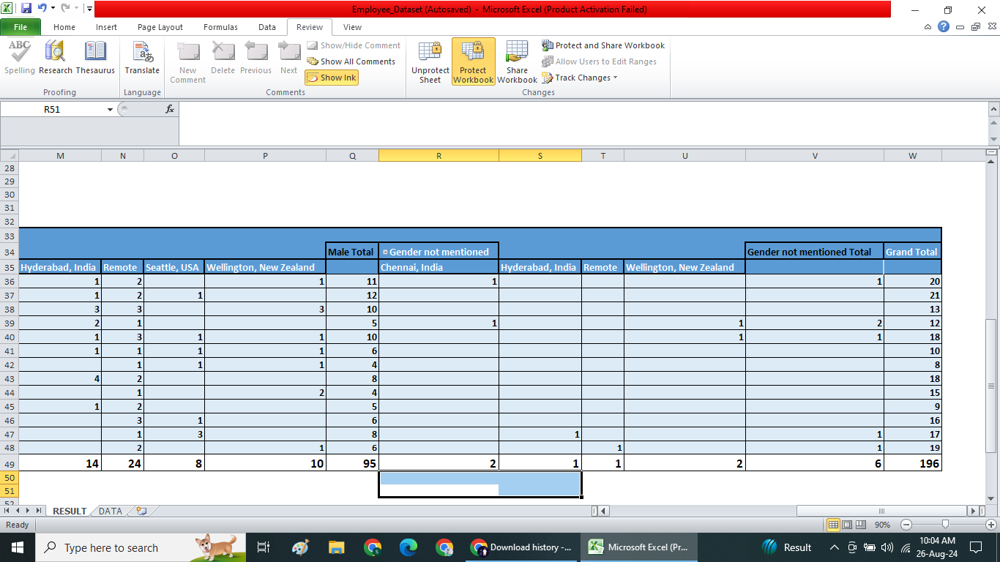 Employee_Dataset (Autosaved) - Microsoft Excel (Product Activation Failed)
File Home Insert Page Layout Formulas Data Review View
ABC
Spelling Research Thesaurus
Proofing
Translate
Language
New Comment Delete Previous Next
Show/Hide Comment
Show All Comments
Show Ink
Comments
Unprotect Sheet Protect Workbook Share Workbook
Protect and Share Workbook
Allow Users to Edit Ranges
Track Changes
Changes
R51 fx
M N O P Q R S T U V W
28
29
30
31
32
33
34 Male Total Gender not mentioned Gender not mentioned Total Grand Total
35 Hyderabad, India Remote Seattle, USA Wellington, New Zealand Chennai, India Hyderabad, India Remote Wellington, New Zealand
36 1 2 1 11 1 1 20
37 1 2 1 12 21
38 3 3 3 10 13
39 2 1 5 1 1 2 12
40 1 3 1 1 10 1 1 18
41 1 1 1 1 6 10
42 1 1 1 4 8
43 4 2 8 18
44 1 2 4 15
45 1 2 5 9
46 3 1 6 16
47 1 3 8 1 1 17
48 2 1 6 1 1 19
49 14 24 8 10 95 2 1 1 2 6 196
50
51
52
RESULT DATA
Ready 90%
Type here to search Download history -... Microsoft Excel (Pr... Result 10:04 AM
26-Aug-24